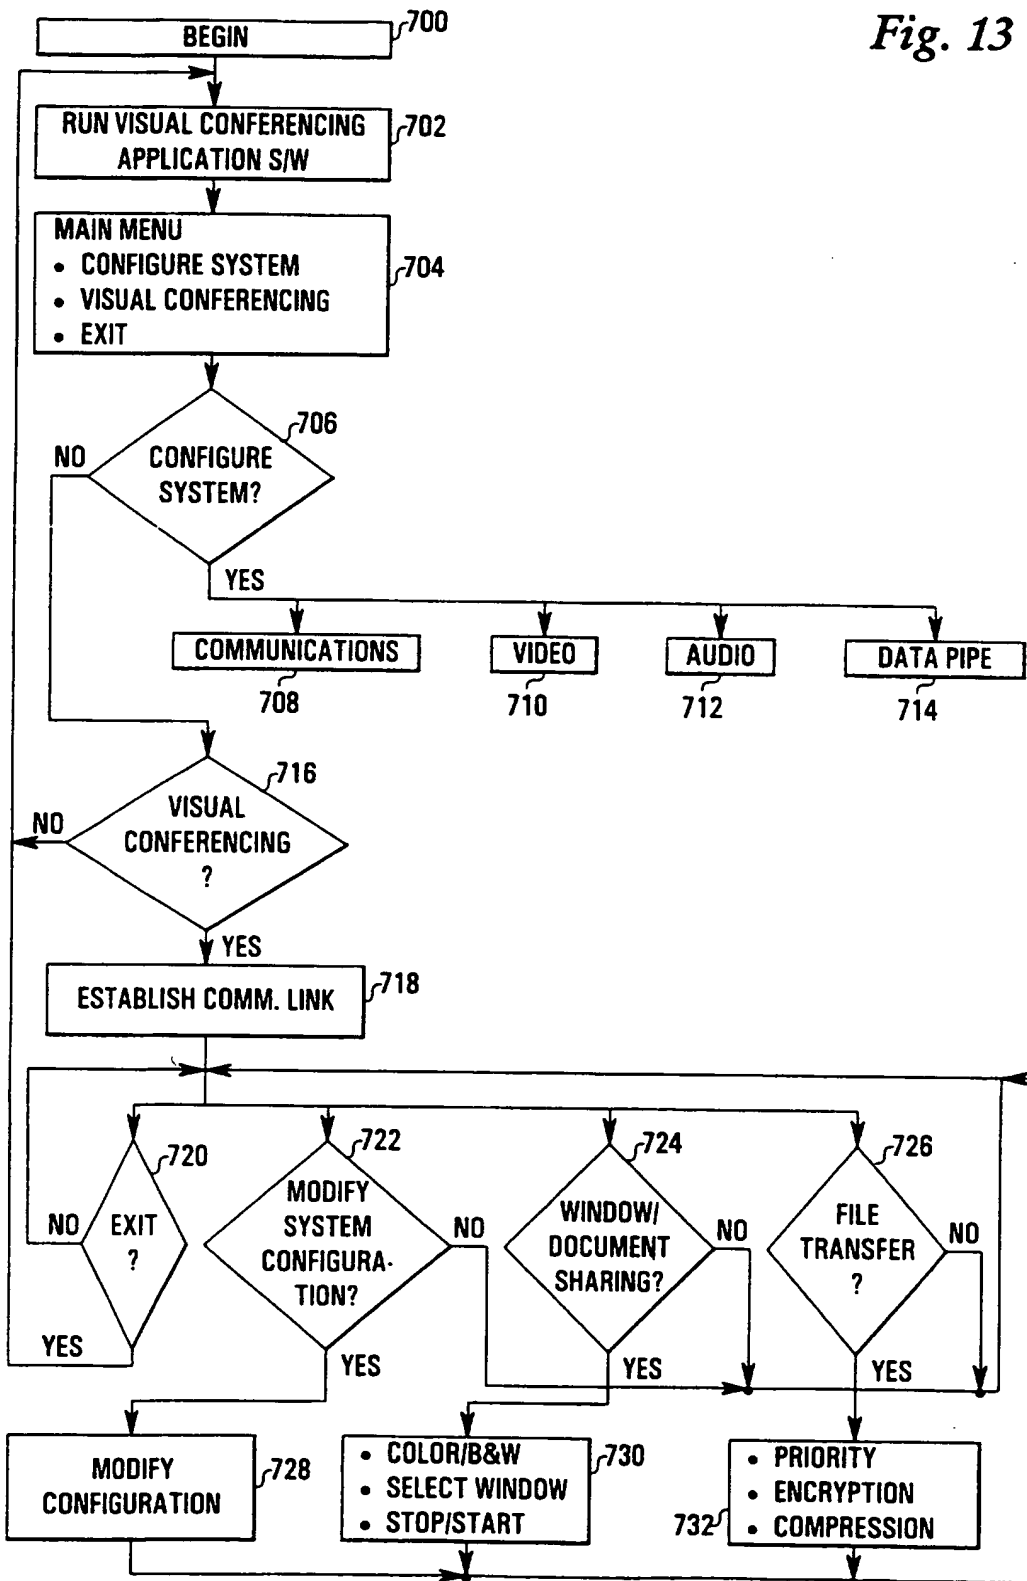 Fig. 13
BEGIN
700
RUN VISUAL CONFERENCING
APPLICATION S/W
702
MAIN MENU
• CONFIGURE SYSTEM
• VISUAL CONFERENCING
• EXIT
704
706
CONFIGURE
SYSTEM?
NO
YES
COMMUNICATIONS
708
VIDEO
710
AUDIO
712
DATA PIPE
714
716
VISUAL
CONFERENCING
?
NO
YES
ESTABLISH COMM. LINK
718
720
EXIT
?
NO
YES
722
MODIFY
SYSTEM
CONFIGURA-
TION?
NO
YES
724
WINDOW/
DOCUMENT
SHARING?
NO
YES
726
FILE
TRANSFER
?
NO
YES
MODIFY
CONFIGURATION
728
• COLOR/B&W
• SELECT WINDOW
• STOP/START
730
• PRIORITY
• ENCRYPTION
• COMPRESSION
732